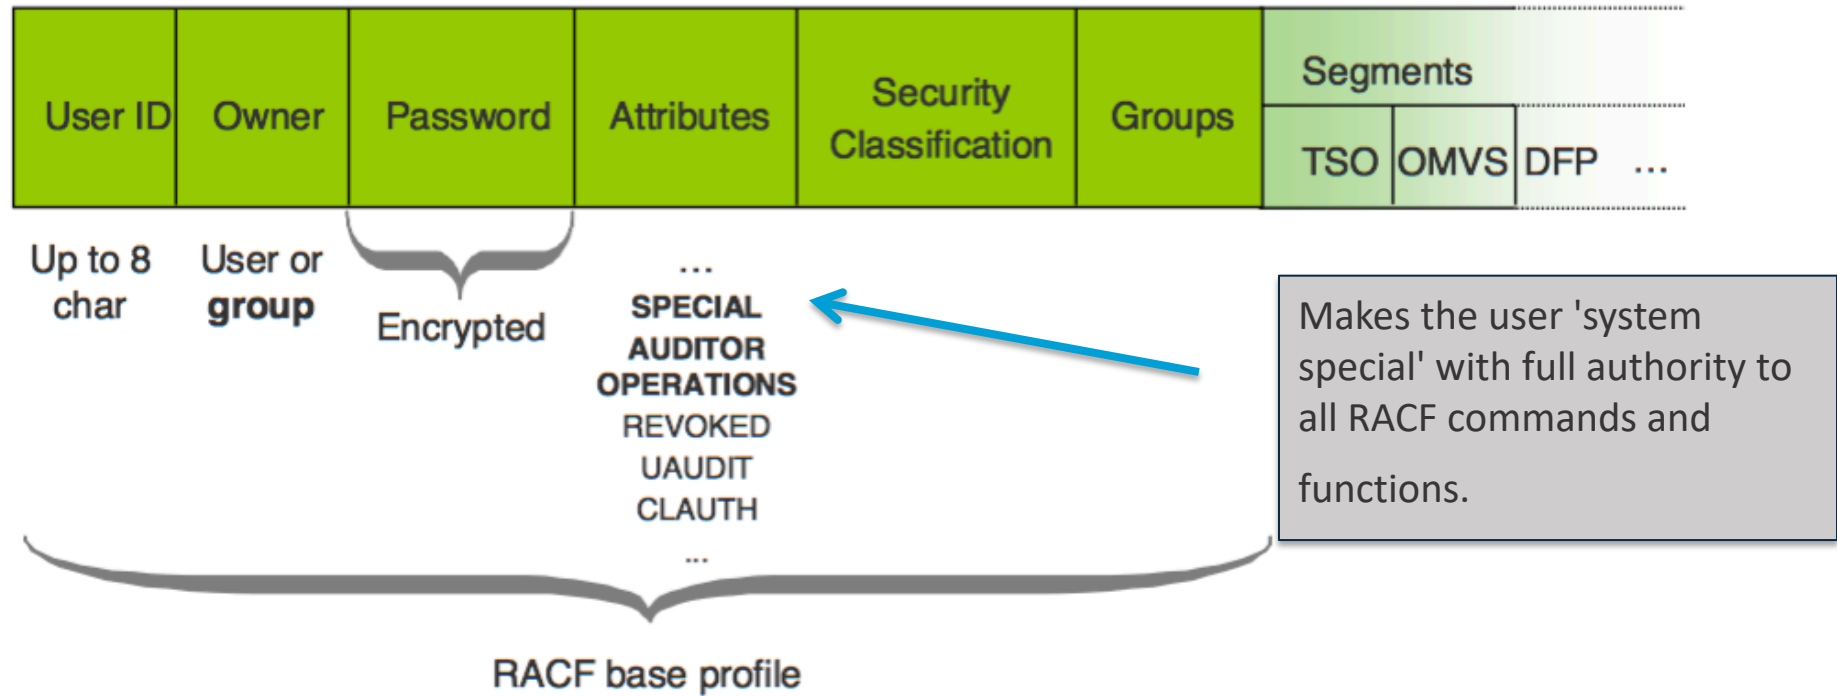 User ID
Owner
Password
Attributes
Security
Classification
Groups
Segments
TSO
OMVS
DFP
...
Up to 8
char
User or
group
Encrypted
...
SPECIAL
AUDITOR
OPERATIONS
REVOKED
UAUDIT
CLAUTH
...
Makes the user 'system
special' with full authority to
all RACF commands and
functions.
RACF base profile